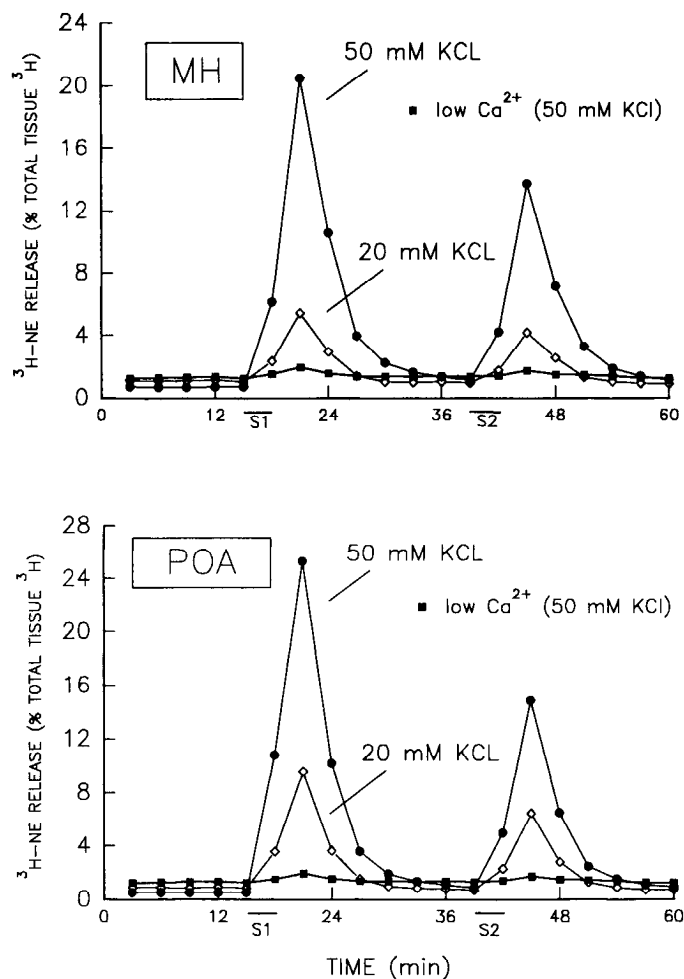 24
20
16
12
8
4
0
³H-NE RELEASE (% TOTAL TISSUE ³H)
MH
50 mM KCL
■ low Ca²⁺ (50 mM KCl)
20 mM KCL
0 12 24 36 48 60
S1 S2
28
24
20
16
12
8
4
0
³H-NE RELEASE (% TOTAL TISSUE ³H)
POA
50 mM KCL
■ low Ca²⁺ (50 mM KCl)
20 mM KCL
0 12 24 36 48 60
S1 S2
TIME (min)